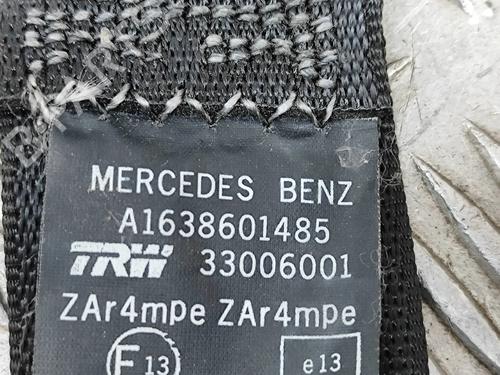 MERCEDES BENZ
A1638601485
TRW 33006001
ZAr4mpe ZAr4mpe
E13 e13